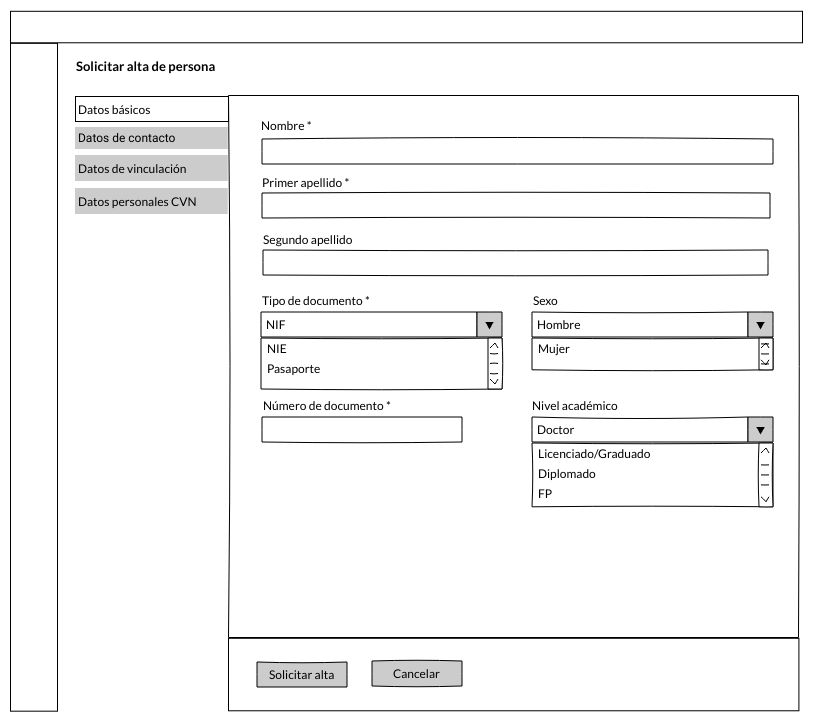 Solicitar alta de persona
Datos básicos
Datos de contacto
Datos de vinculación
Datos personales CVN
Nombre *
Primer apellido *
Segundo apellido
Tipo de documento *
NIF
NIE
Pasaporte
Sexo
Hombre
Mujer
Número de documento *
Nivel académico
Doctor
Licenciado/Graduado
Diplomado
FP
Solicitar alta
Cancelar